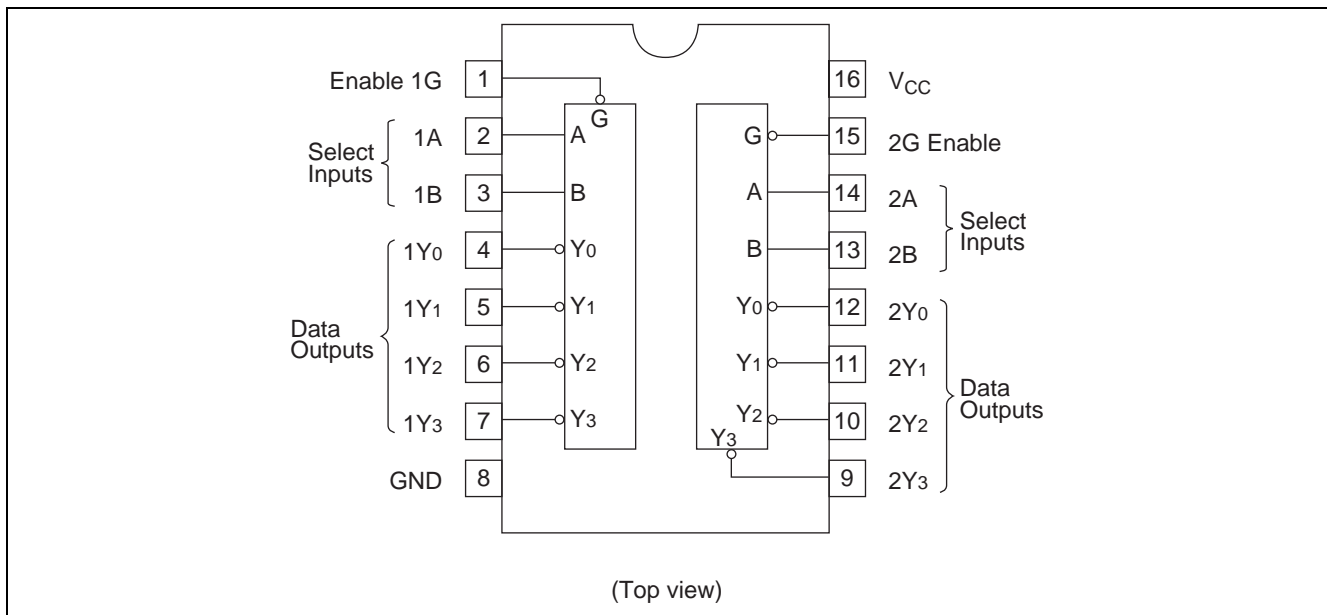 Enable 1G 1 16 VCC
G
1A 2 A G 15 2G Enable
Select
Inputs
1B 3 B A 14 2A
Select
Inputs
1Y0 4 Y0 B 13 2B
1Y1 5 Y1 Y0 12 2Y0
Data
Outputs
1Y2 6 Y2 Y1 11 2Y1
Data
Outputs
1Y3 7 Y3 Y2 10 2Y2
Y3
GND 8 9 2Y3
(Top view)